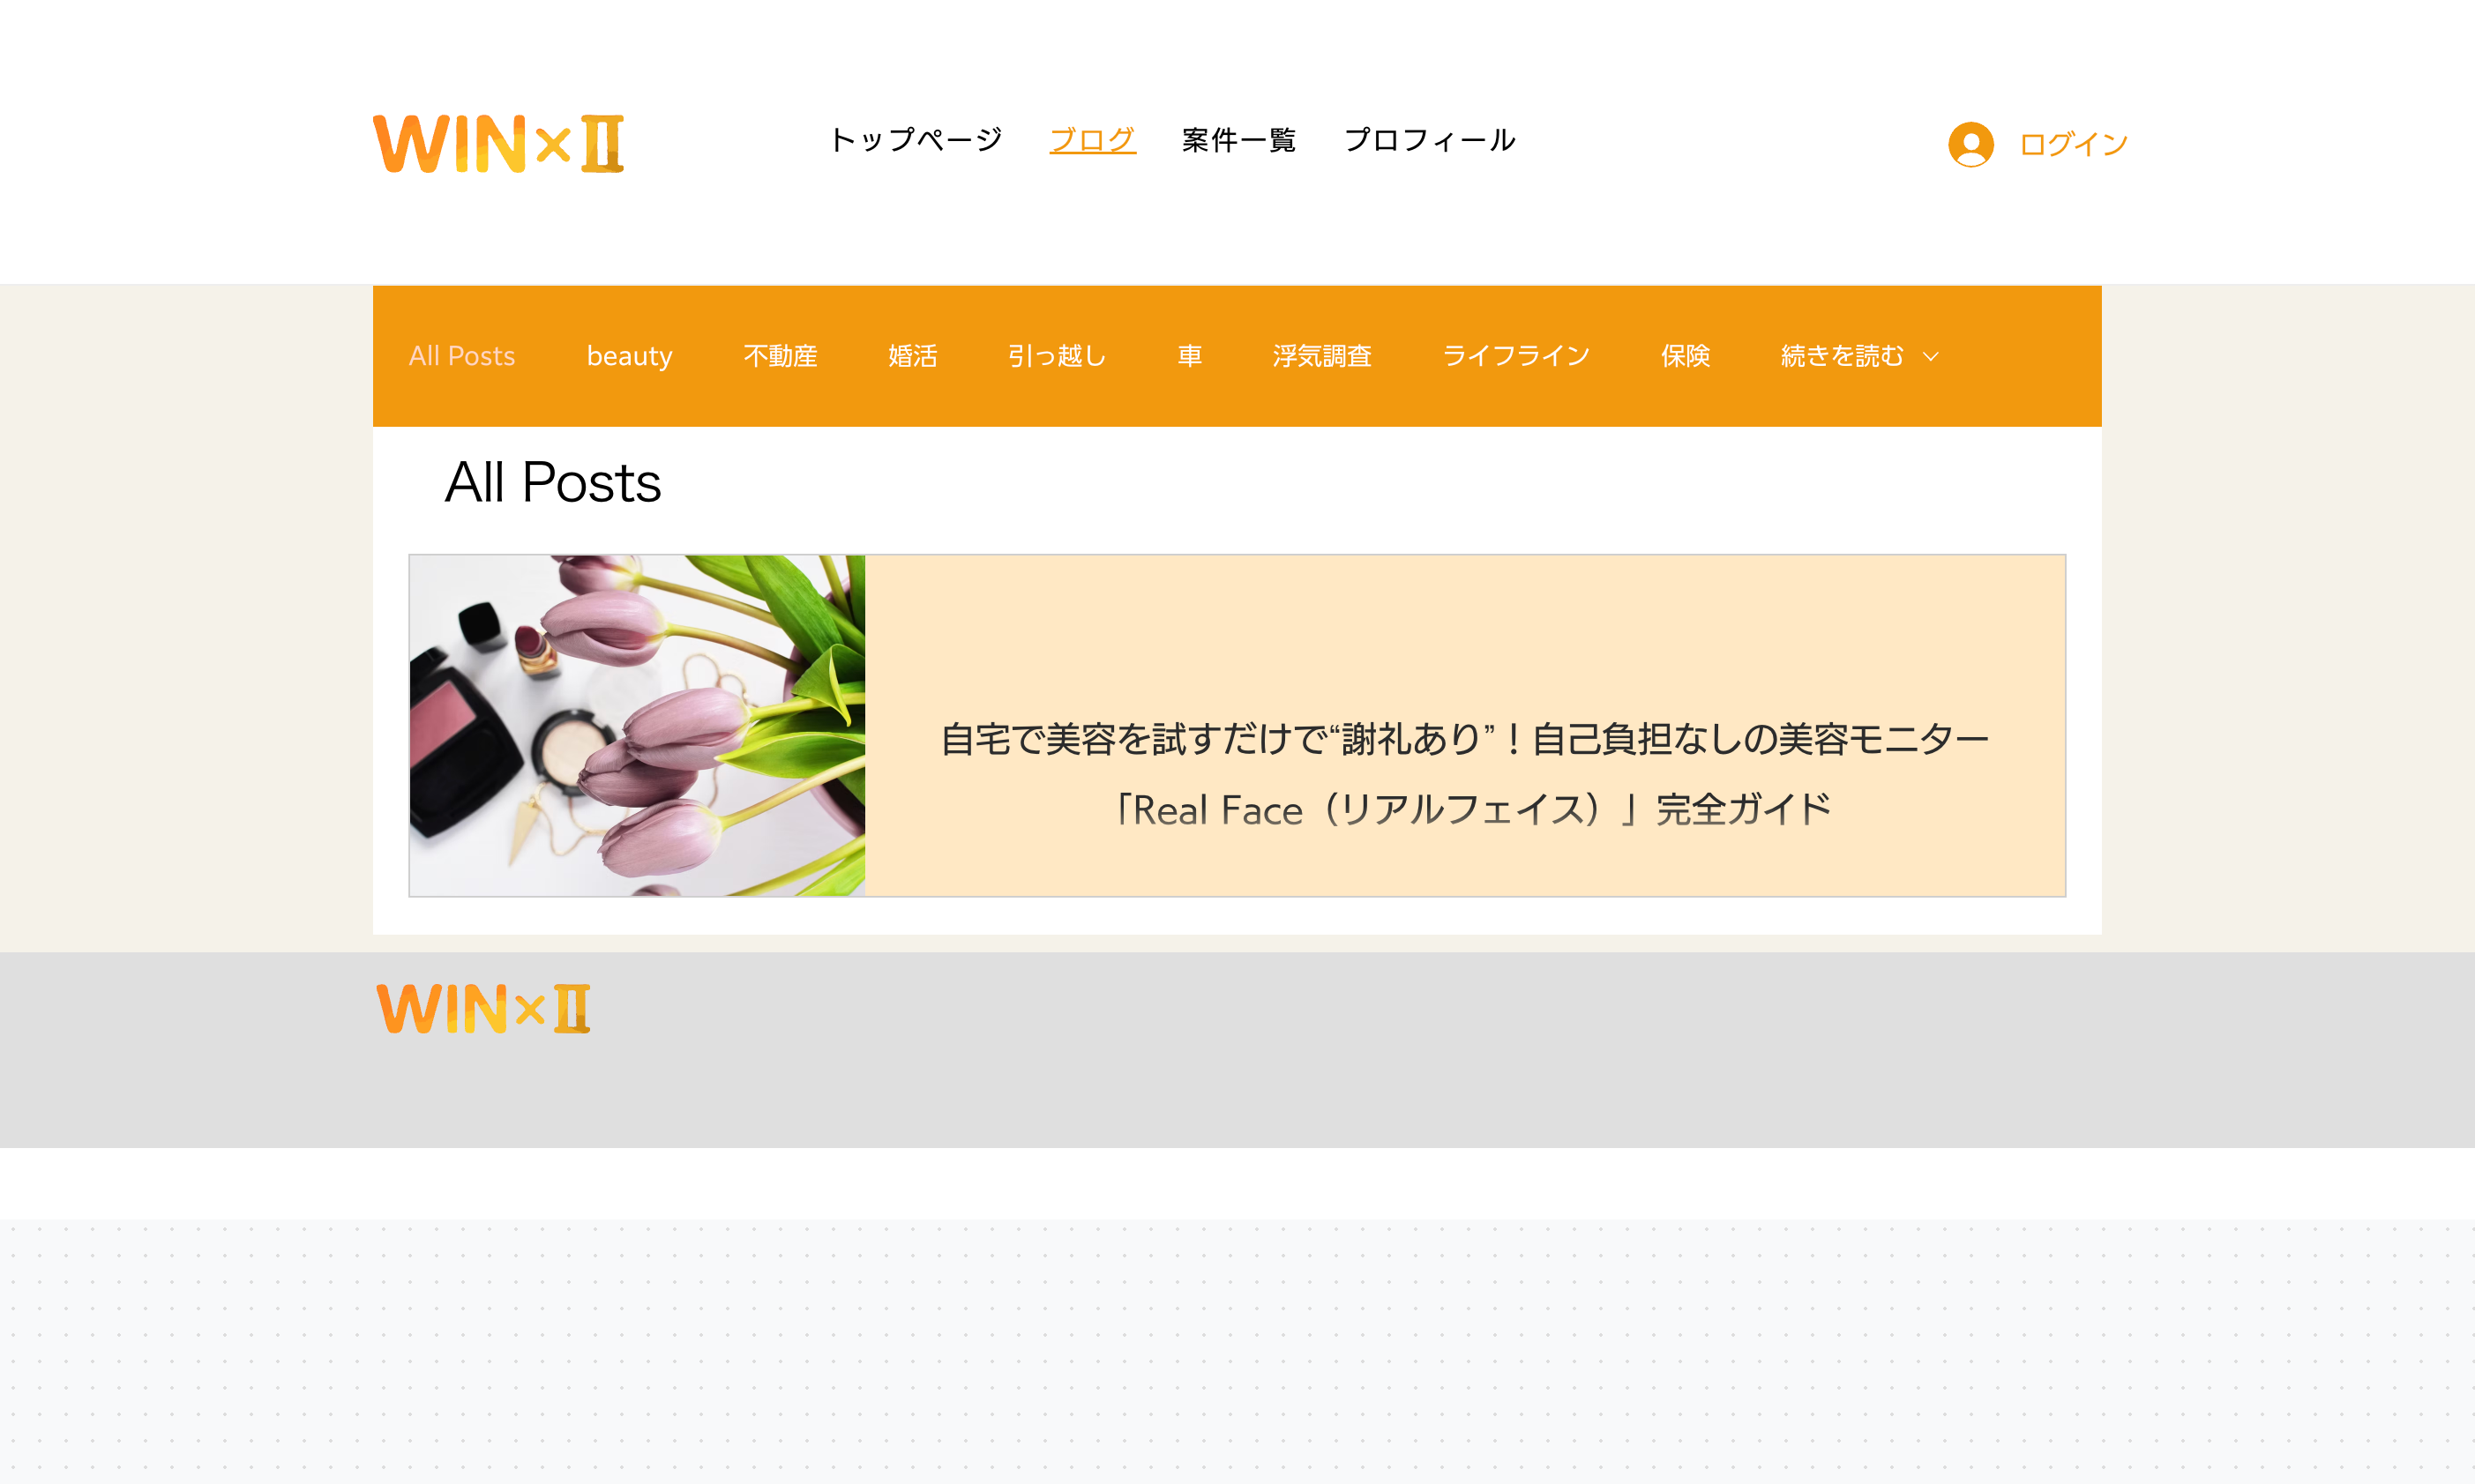 WIN×II
トップページ ブログ 案件一覧 プロフィール
ログイン
All Posts beauty 不動産 婚活 引っ越し 車 浮気調査 ライフライン 保険 続きを読む
All Posts
自宅で美容を試すだけで“謝礼あり”！自己負担なしの美容モニター
「Real Face（リアルフェイス）」完全ガイド
WIN×II